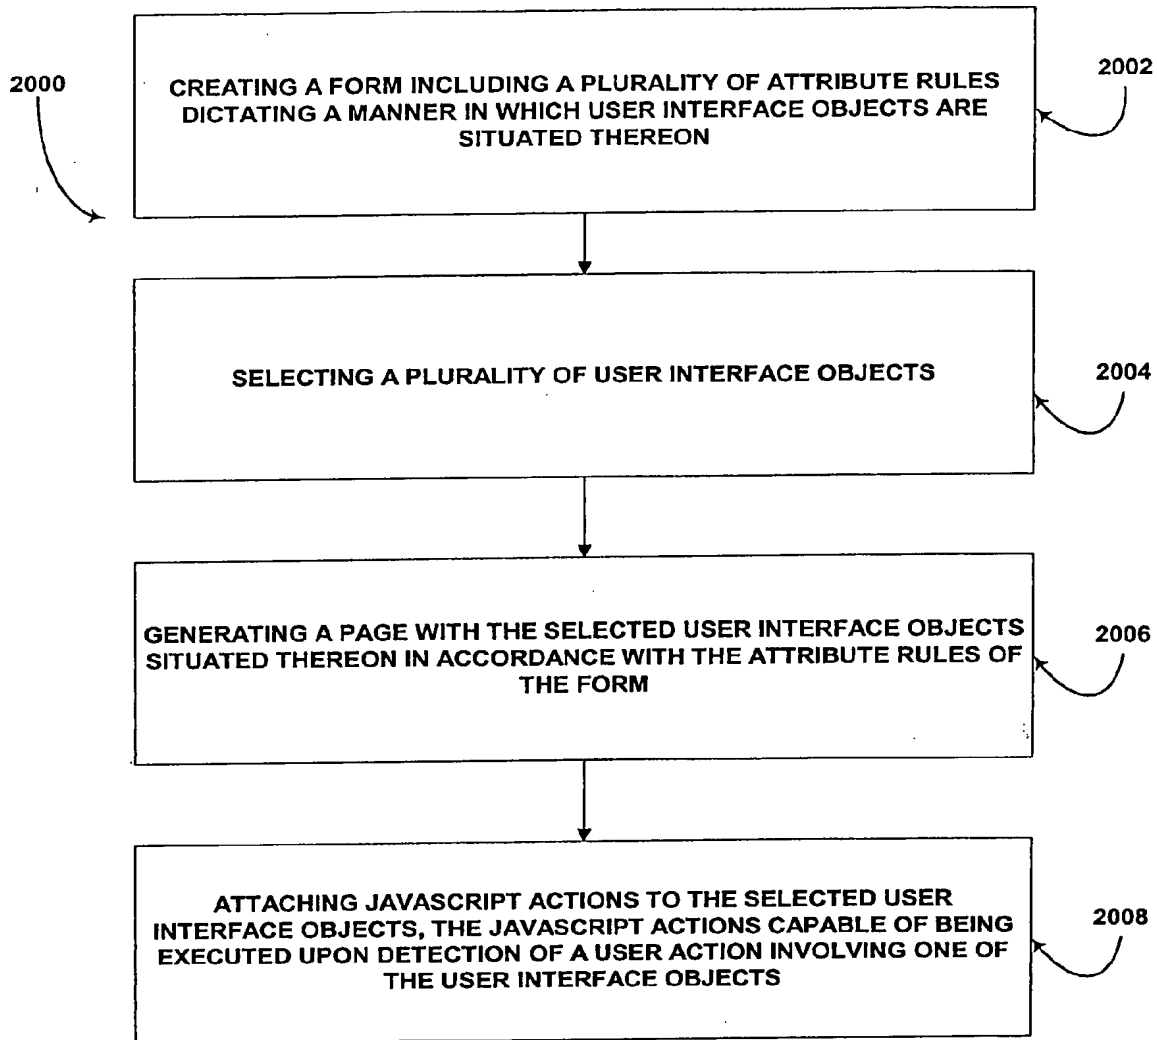 2000
CREATING A FORM INCLUDING A PLURALITY OF ATTRIBUTE RULES
DICTATING A MANNER IN WHICH USER INTERFACE OBJECTS ARE
SITUATED THEREON
2002
SELECTING A PLURALITY OF USER INTERFACE OBJECTS
2004
GENERATING A PAGE WITH THE SELECTED USER INTERFACE OBJECTS
SITUATED THEREON IN ACCORDANCE WITH THE ATTRIBUTE RULES OF
THE FORM
2006
ATTACHING JAVASCRIPT ACTIONS TO THE SELECTED USER
INTERFACE OBJECTS, THE JAVASCRIPT ACTIONS CAPABLE OF BEING
EXECUTED UPON DETECTION OF A USER ACTION INVOLVING ONE OF
THE USER INTERFACE OBJECTS
2008